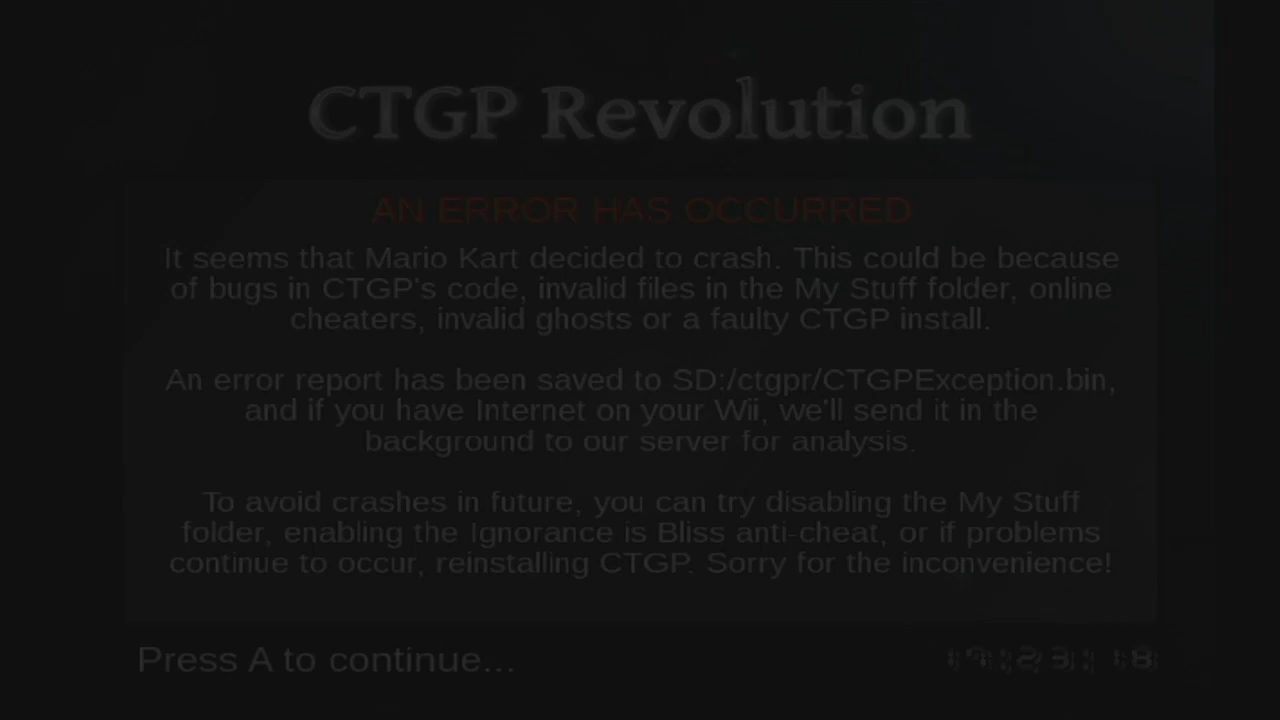 CTGP Revolution
AN ERROR HAS OCCURRED
It seems that Mario Kart decided to crash. This could be because
of bugs in CTGP's code, invalid files in the My Stuff folder, online
cheaters, invalid ghosts or a faulty CTGP install.
An error report has been saved to SD:/ctgpr/CTGPException.bin,
and if you have Internet on your Wii, we'll send it in the
background to our server for analysis.
To avoid crashes in future, you can try disabling the My Stuff
folder, enabling the Ignorance is Bliss anti-cheat, or if problems
continue to occur, reinstalling CTGP. Sorry for the inconvenience!
Press A to continue...